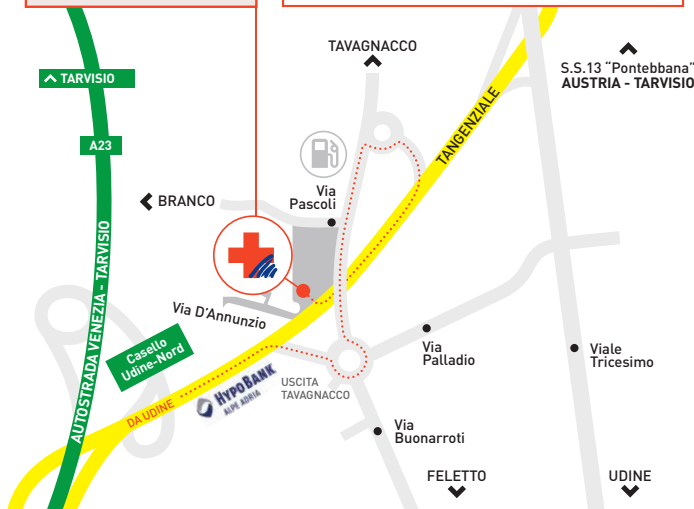 TAVAGNACCO
S.S.13 “Pontebbana”
AUSTRIA - TARVISIO
TARVISIO
TANGENZIALE
A23
BRANCO
Via
Pascoli
AUTOSTRADA VENEZIA - TARVISIO
Via D'Annunzio
Casello
Udine-Nord
Via
Palladio
Viale
Tricesimo
HYPO BANK
ALPE ADRIA
USCITA
TAVAGNACCO
DA UDINE
Via
Buonarroti
FELETTO
UDINE